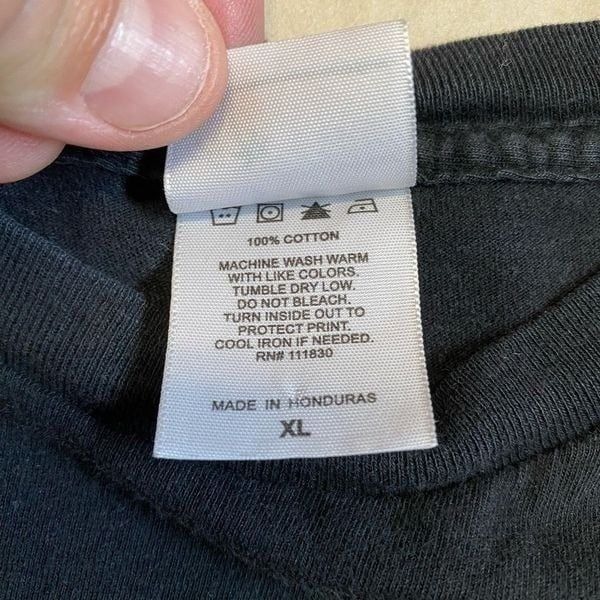 100% COTTON
MACHINE WASH WARM
WITH LIKE COLORS.
TUMBLE DRY LOW.
DO NOT BLEACH.
TURN INSIDE OUT TO
PROTECT PRINT.
COOL IRON IF NEEDED.
RN# 111830
MADE IN HONDURAS
XL